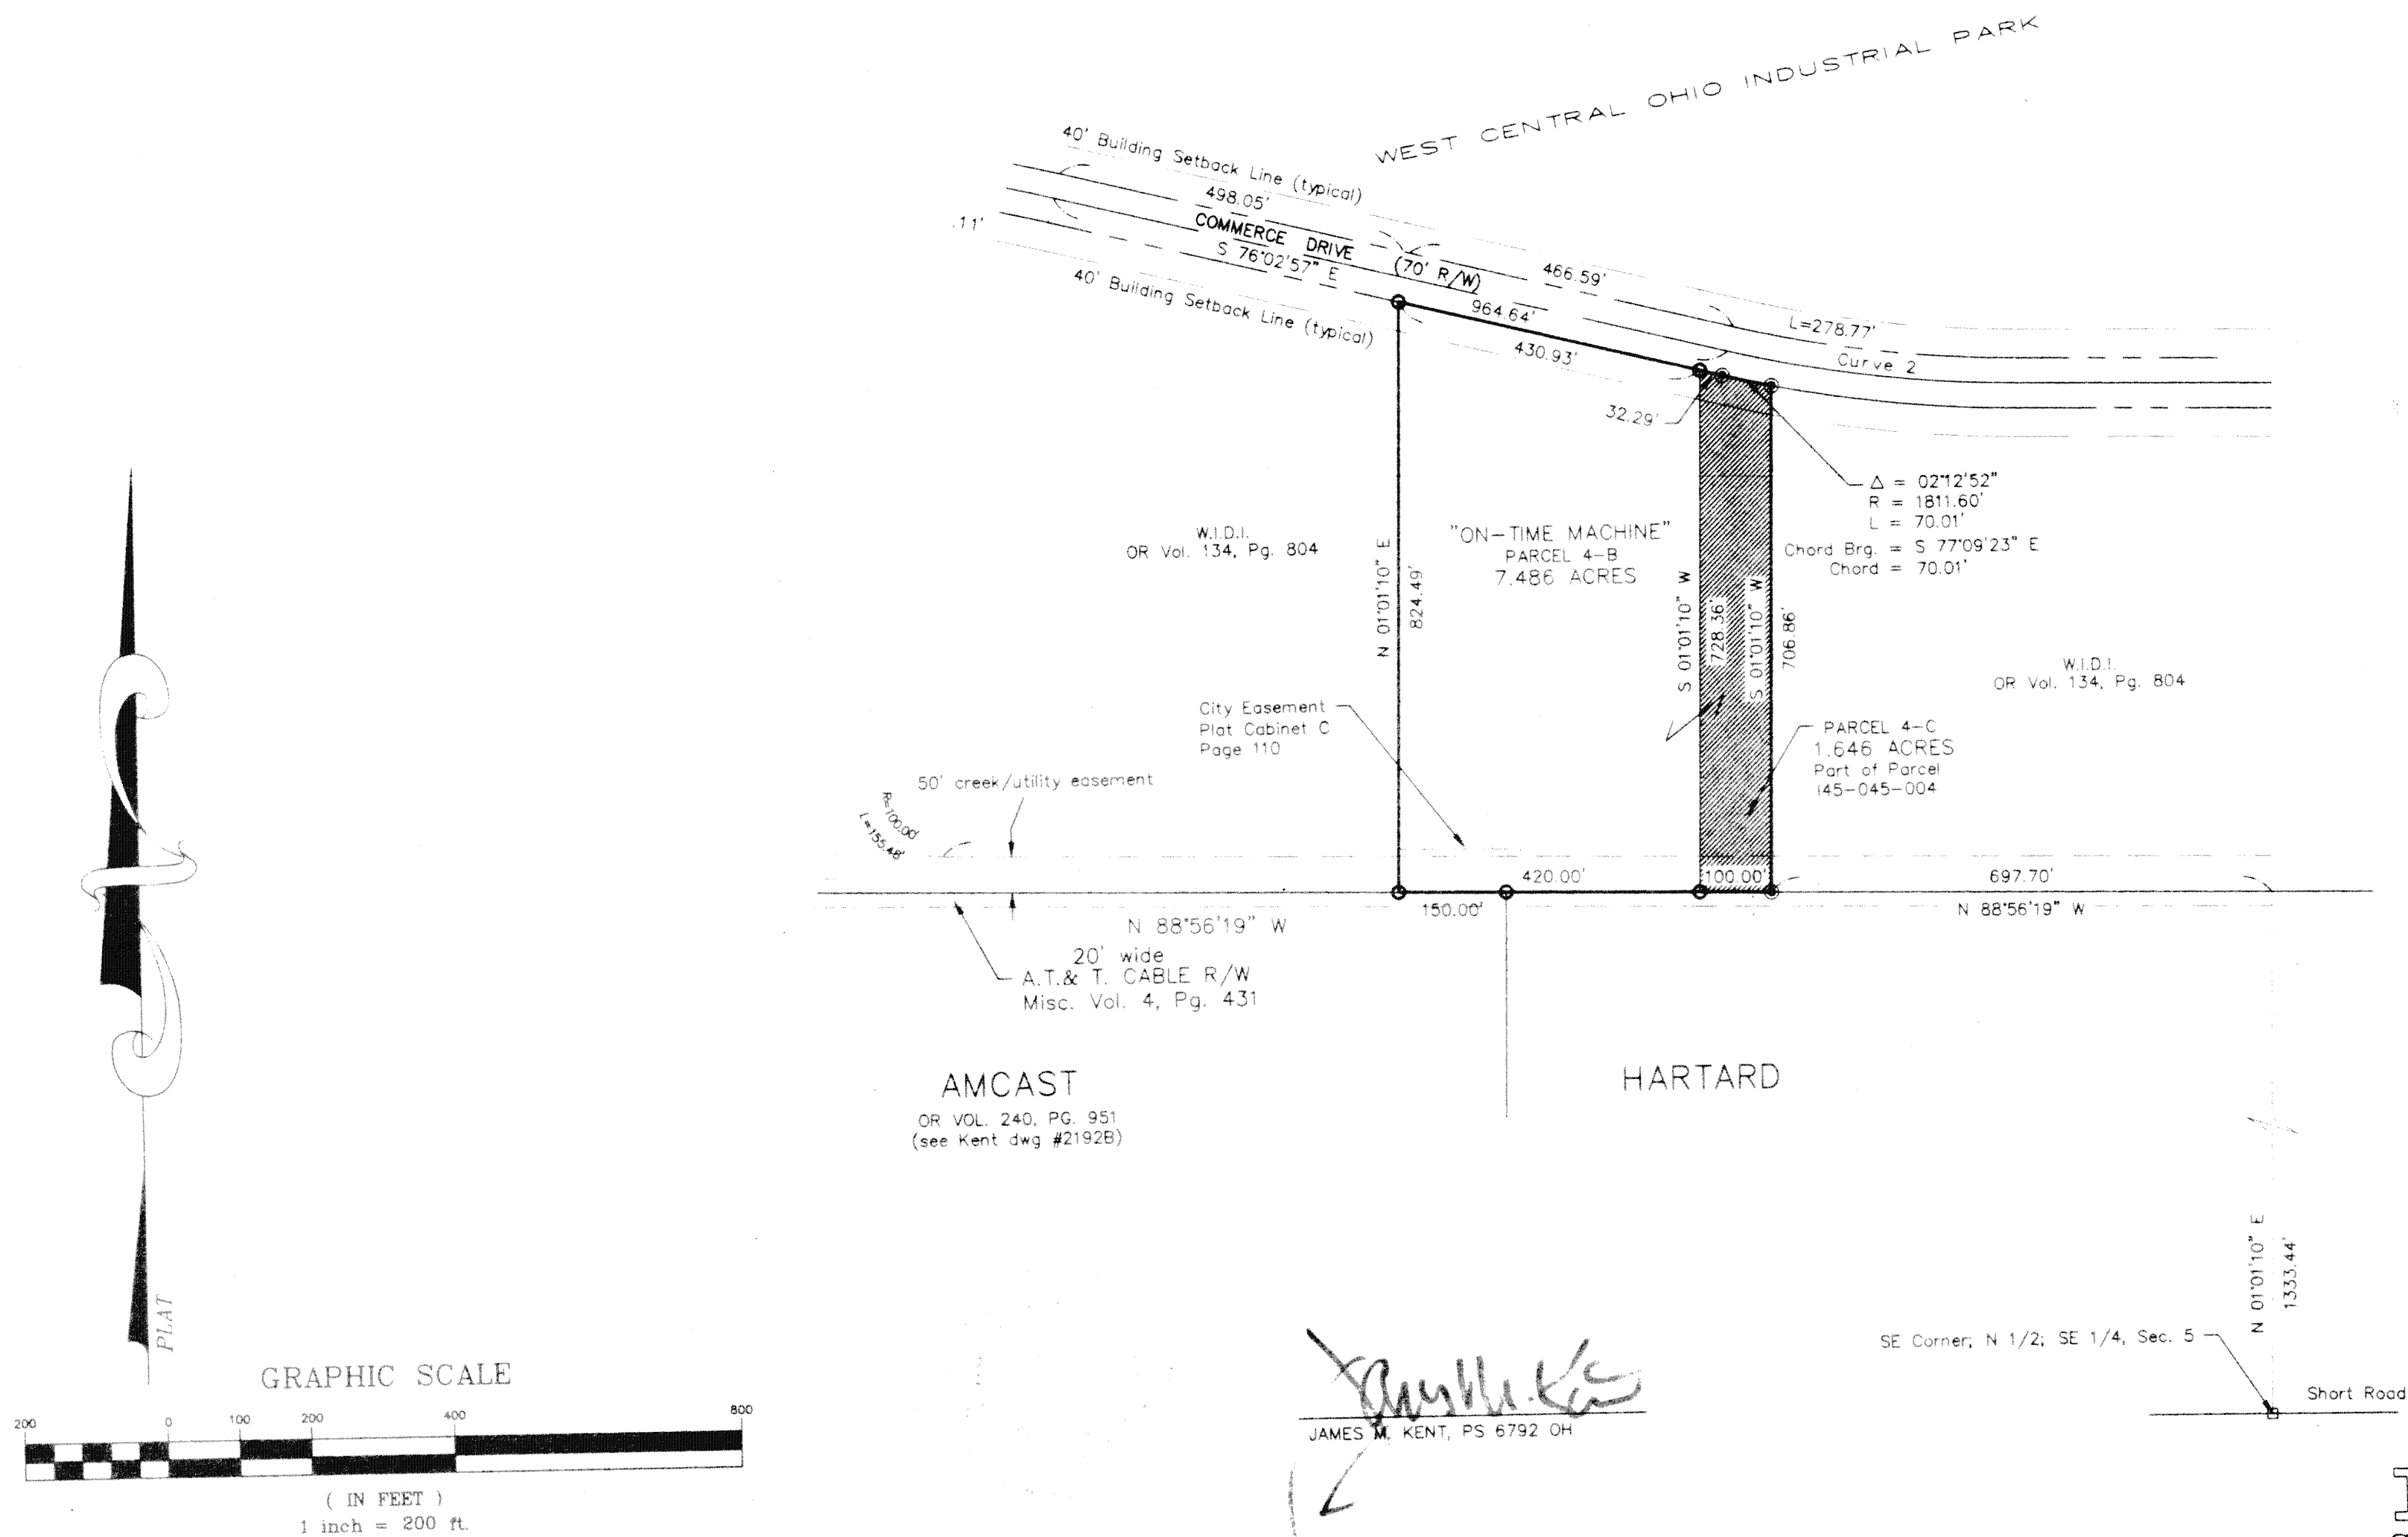 WEST CENTRAL OHIO INDUSTRIAL PARK
40' Building Setback Line (typical)
498.05'
COMMERCE DRIVE (70' R/W)
.11'
S 76°02'57" E
40' Building Setback Line (typical)
466.59'
964.64'
430.93'
L=278.77'
Curve 2
32.29'
Δ = 02°12'52"
R = 1811.60'
L = 70.01'
Chord Brg. = S 77°09'23" E
Chord = 70.01'
W.I.D.I.
OR Vol. 134, Pg. 804
N 01°01'10" E
824.49'
"ON-TIME MACHINE"
PARCEL 4-B
7.486 ACRES
S 01°01'10" W
728.36'
S 01°01'10" W
706.86'
W.I.D.I.
OR Vol. 134, Pg. 804
City Easement
Plat Cabinet C
Page 110
PARCEL 4-C
1.646 ACRES
Part of Parcel
I45-045-004
50' creek/utility easement
R=100.00'
L=155.48'
420.00'
100.00'
697.70'
150.00'
N 88°56'19" W
N 88°56'19" W
20' wide
A.T.& T. CABLE R/W
Misc. Vol. 4, Pg. 431
AMCAST
OR VOL. 240, PG. 951
(see Kent dwg #2192B)
HARTARD
N 01°01'10" E
1333.44'
SE Corner; N 1/2; SE 1/4, Sec. 5
Short Road
PLAT
GRAPHIC SCALE
200 0 100 200 400 800
( IN FEET )
1 inch = 200 ft.
JAMES M. KENT, PS 6792 OH